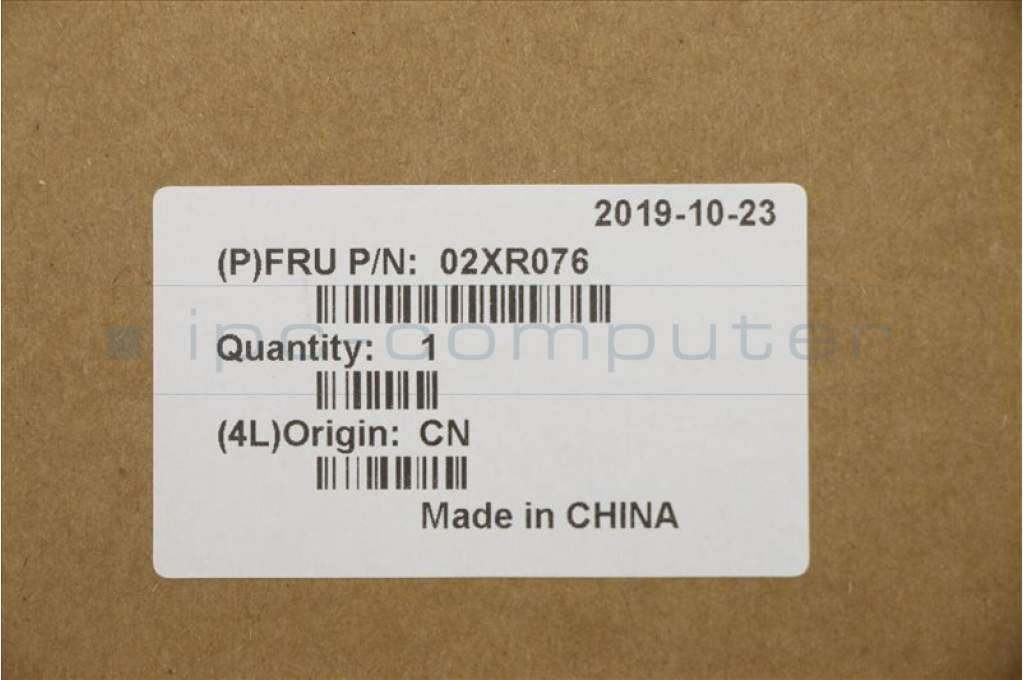 2019-10-23
(P)FRU P/N: 02XR076
ipc-computer
Quantity: 1
(4L)Origin: CN
Made in CHINA